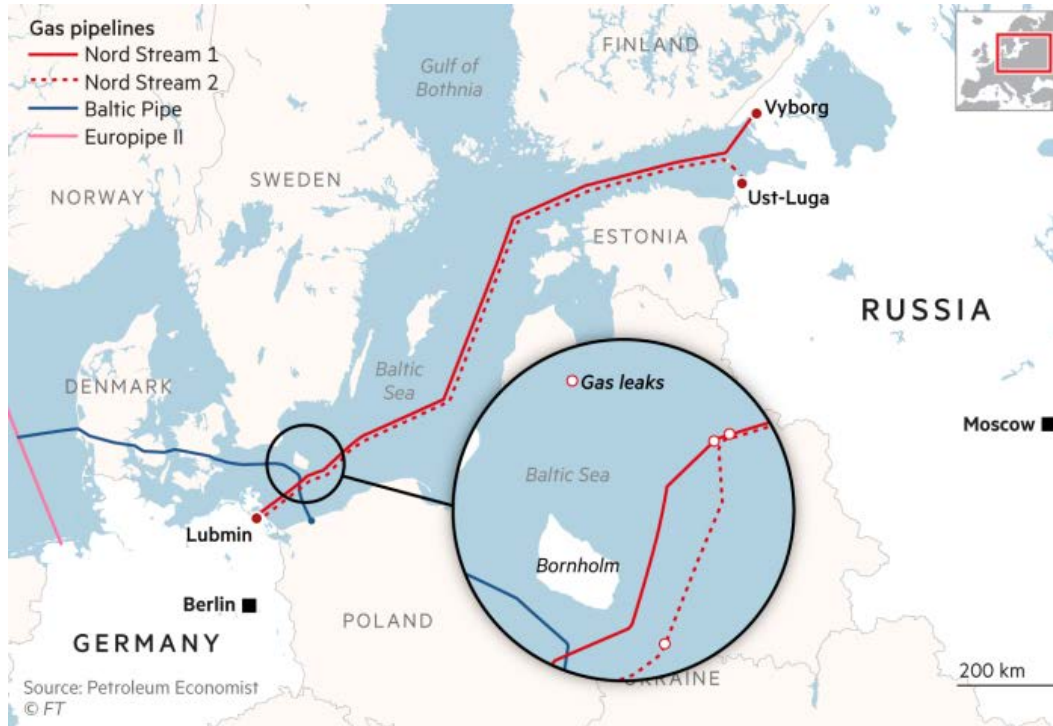 Gas pipelines
Nord Stream 1
Nord Stream 2
Baltic Pipe
Europipe II
FINLAND
Gulf of
Bothnia
Vyborg
NORWAY
SWEDEN
Ust-Luga
ESTONIA
RUSSIA
Baltic
Sea
DENMARK
Gas leaks
Moscow
Baltic Sea
Lubmin
Bornholm
Berlin
POLAND
GERMANY
UKRAINE
200 km
Source: Petroleum Economist
© FT